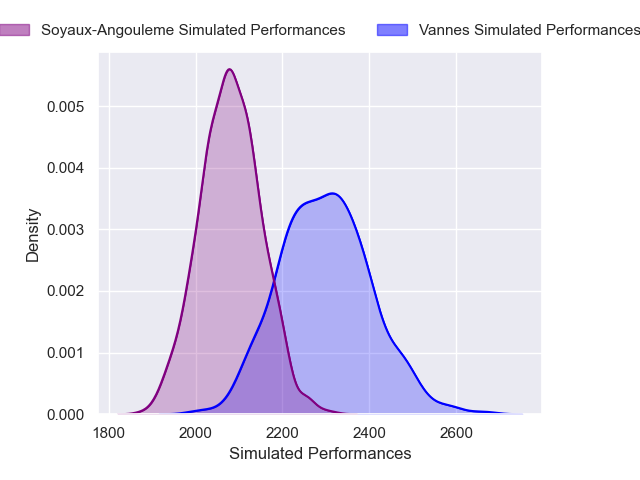 Soyaux-Angouleme Simulated Performances Vannes Simulated Performances
0.005
0.004
0.003
0.002
0.001
0.000
Density
1800 2000 2200 2400 2600
Simulated Performances